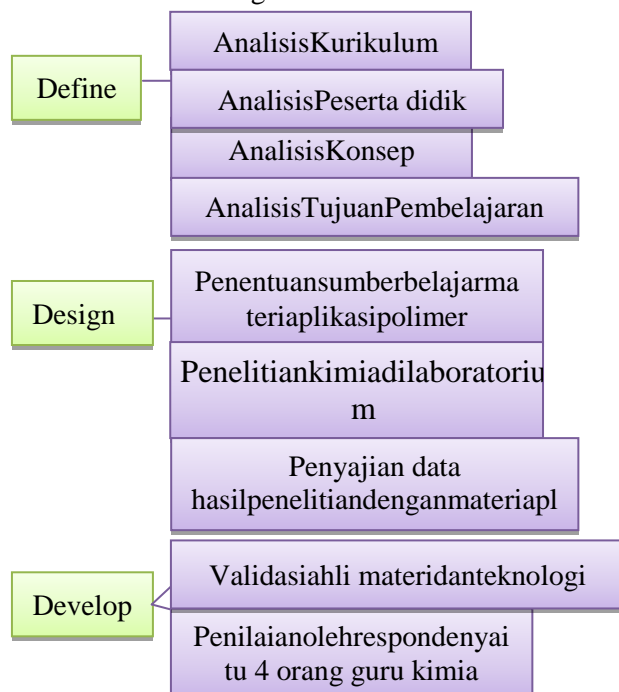 Define
AnalisisKurikulum
AnalisisPeserta didik
AnalisisKonsep
AnalisisTujuanPembelajaran
Design
Penentuansumberbelajarma
teriaplikasipolimer
Penelitiankimiadilaboratoriu
m
Penyajian data
hasilpenelitiandenganmateriapl
Develop
Validasiahli materidanteknologi
Penilaianolehrespondenyai
tu 4 orang guru kimia